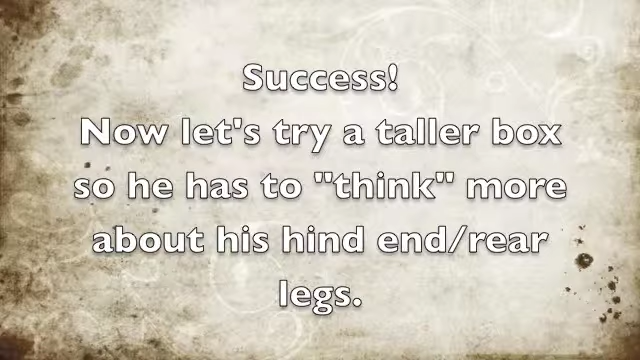 Success!
Now let's try a taller box
so he has to "think" more
about his hind end/rear
legs.